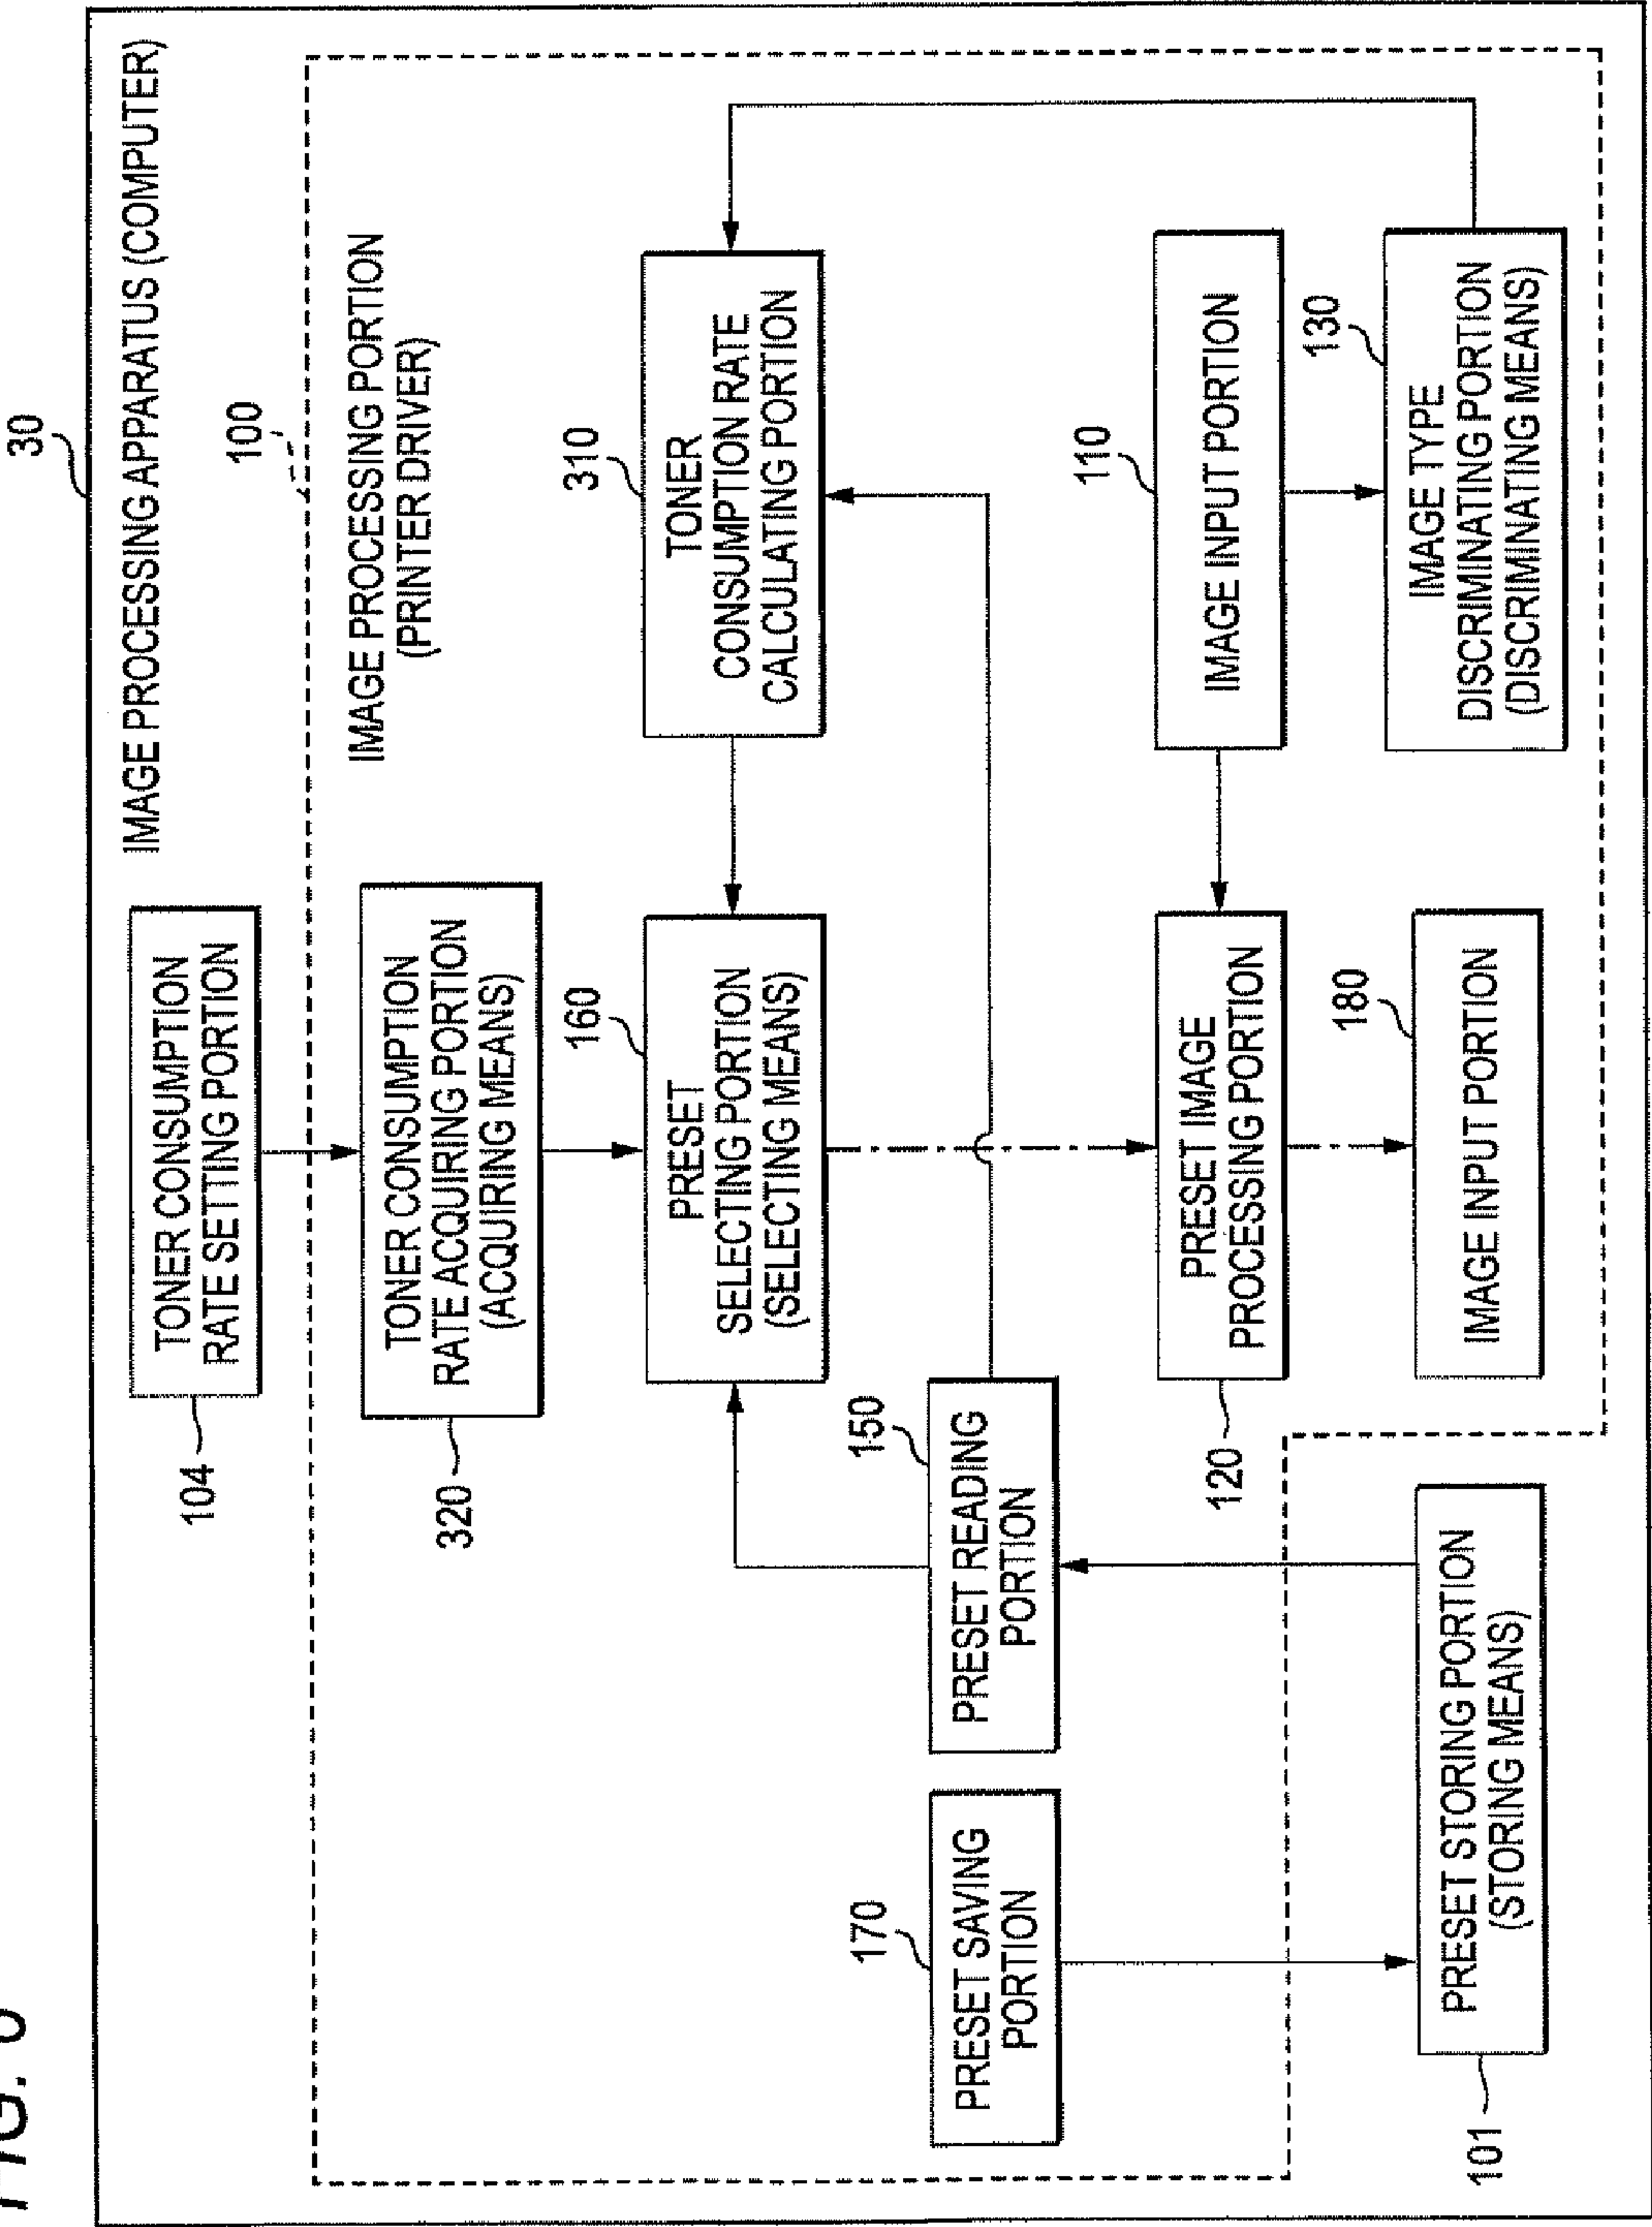 FIG. 6
30
IMAGE PROCESSING APPARATUS (COMPUTER)
104
TONER CONSUMPTION
RATE SETTING PORTION
100
IMAGE PROCESSING PORTION
(PRINTER DRIVER)
320
TONER CONSUMPTION
RATE ACQUIRING PORTION
(ACQUIRING MEANS)
160
PRESET
SELECTING PORTION
(SELECTING MEANS)
310
TONER
CONSUMPTION RATE
CALCULATING PORTION
170
PRESET SAVING
PORTION
150
PRESET READING
PORTION
120
PRESET IMAGE
PROCESSING PORTION
110
IMAGE INPUT PORTION
101
PRESET STORING PORTION
(STORING MEANS)
180
IMAGE INPUT PORTION
130
IMAGE TYPE
DISCRIMINATING PORTION
(DISCRIMINATING MEANS)